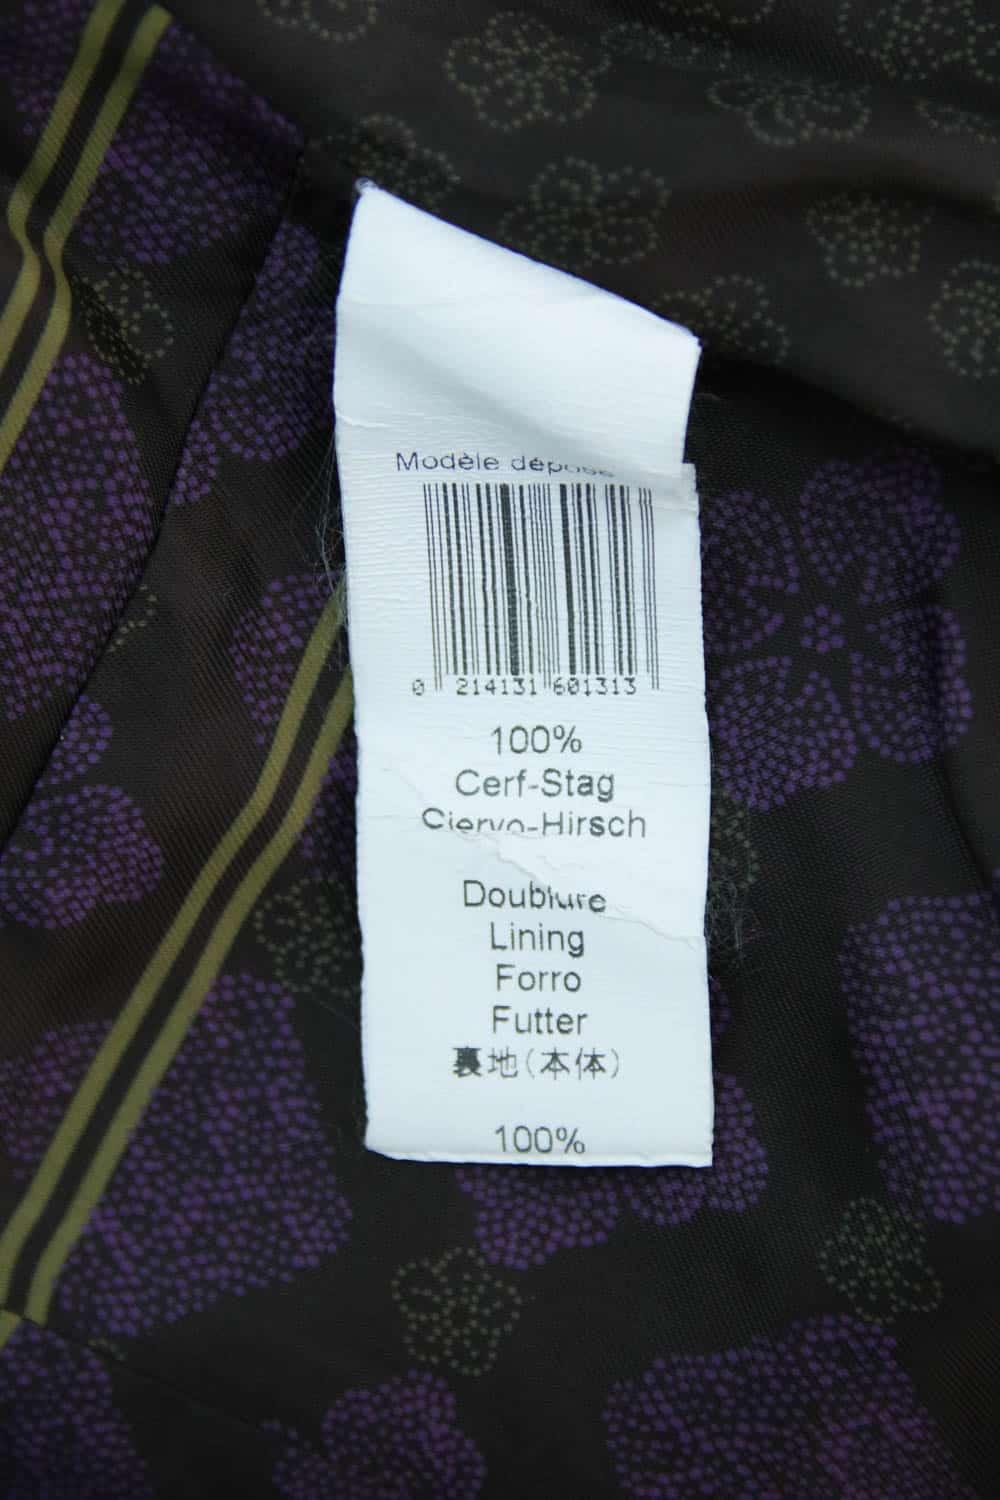 Modèle déposé
0 214131 601313
100%
Cerf-Stag
Ciervo-Hirsch
Doublure
Lining
Forro
Futter
裏地(本体)
100%